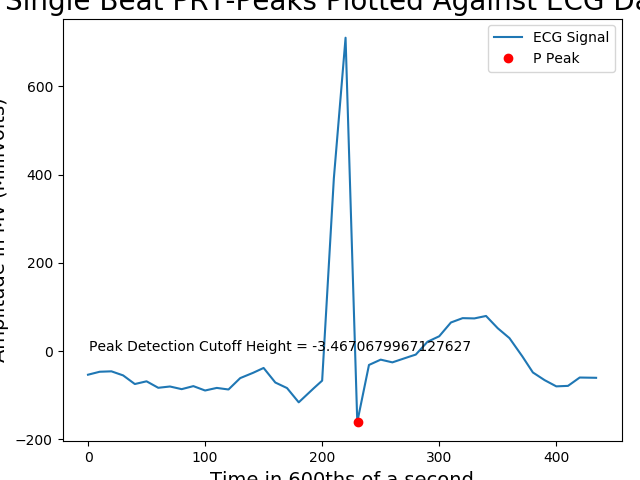 Single Beat PRT-Peaks Plotted Against ECG Da
ECG Signal
P Peak
Amplitude in MV (Millivolts)
600
400
200
0
−200
Peak Detection Cutoff Height = -3.4670679967127627
0 100 200 300 400
Time in 600ths of a second